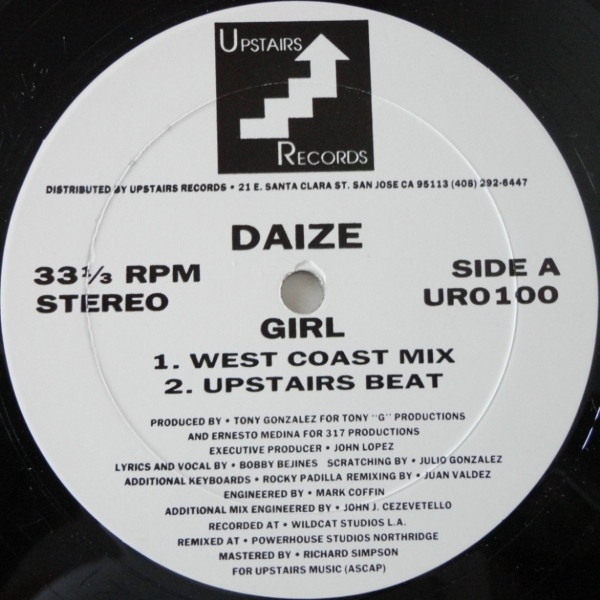 UPSTAIRS
RECORDS
DISTRIBUTED BY UPSTAIRS RECORDS • 21 E. SANTA CLARA ST. SAN JOSE CA 95113 (408) 292-6447
DAIZE
33 1/3 RPM
STEREO
SIDE A
UR0100
GIRL
1. WEST COAST MIX
2. UPSTAIRS BEAT
PRODUCED BY • TONY GONZALEZ FOR TONY "G" PRODUCTIONS
AND ERNESTO MEDINA FOR 317 PRODUCTIONS
EXECUTIVE PRODUCER • JOHN LOPEZ
LYRICS AND VOCAL BY • BOBBY BEJINES SCRATCHING BY • JULIO GONZALEZ
ADDITIONAL KEYBOARDS • ROCKY PADILLA REMIXING BY • JUAN VALDEZ
ENGINEERED BY • MARK COFFIN
ADDITIONAL MIX ENGINEERED BY • JOHN J. CEZEVETELLO
RECORDED AT • WILDCAT STUDIOS L.A.
REMIXED AT • POWERHOUSE STUDIOS NORTHRIDGE
MASTERED BY • RICHARD SIMPSON
FOR UPSTAIRS MUSIC (ASCAP)